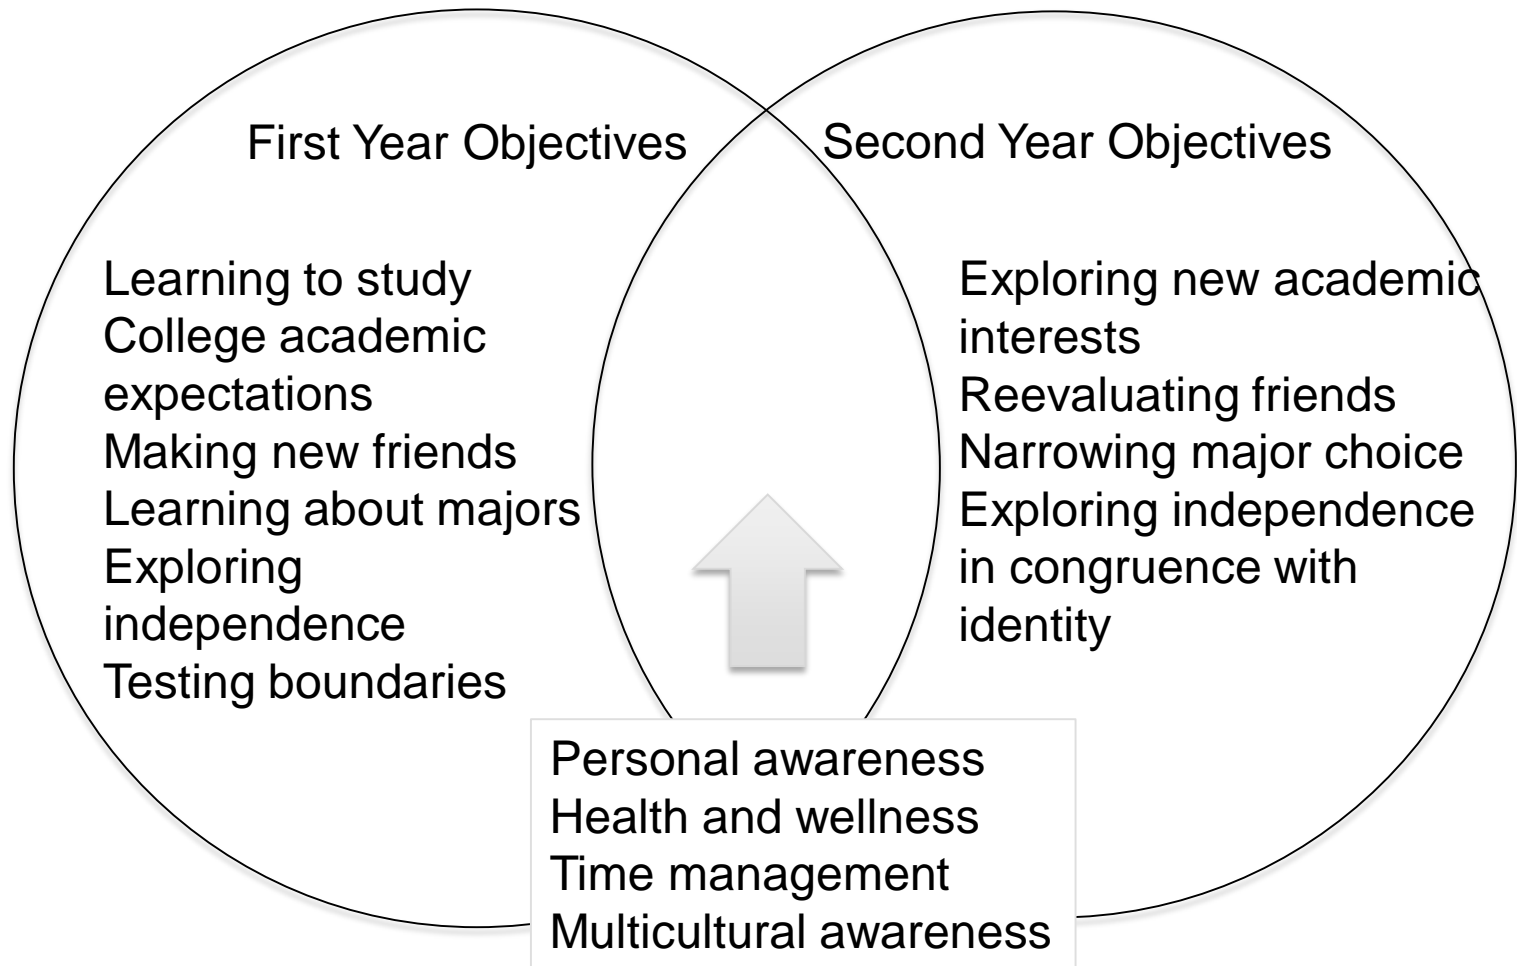 First Year Objectives
Second Year Objectives
Learning to study
College academic
expectations
Making new friends
Learning about majors
Exploring
independence
Testing boundaries
Exploring new academic
interests
Reevaluating friends
Narrowing major choice
Exploring independence
in congruence with
identity
Personal awareness
Health and wellness
Time management
Multicultural awareness